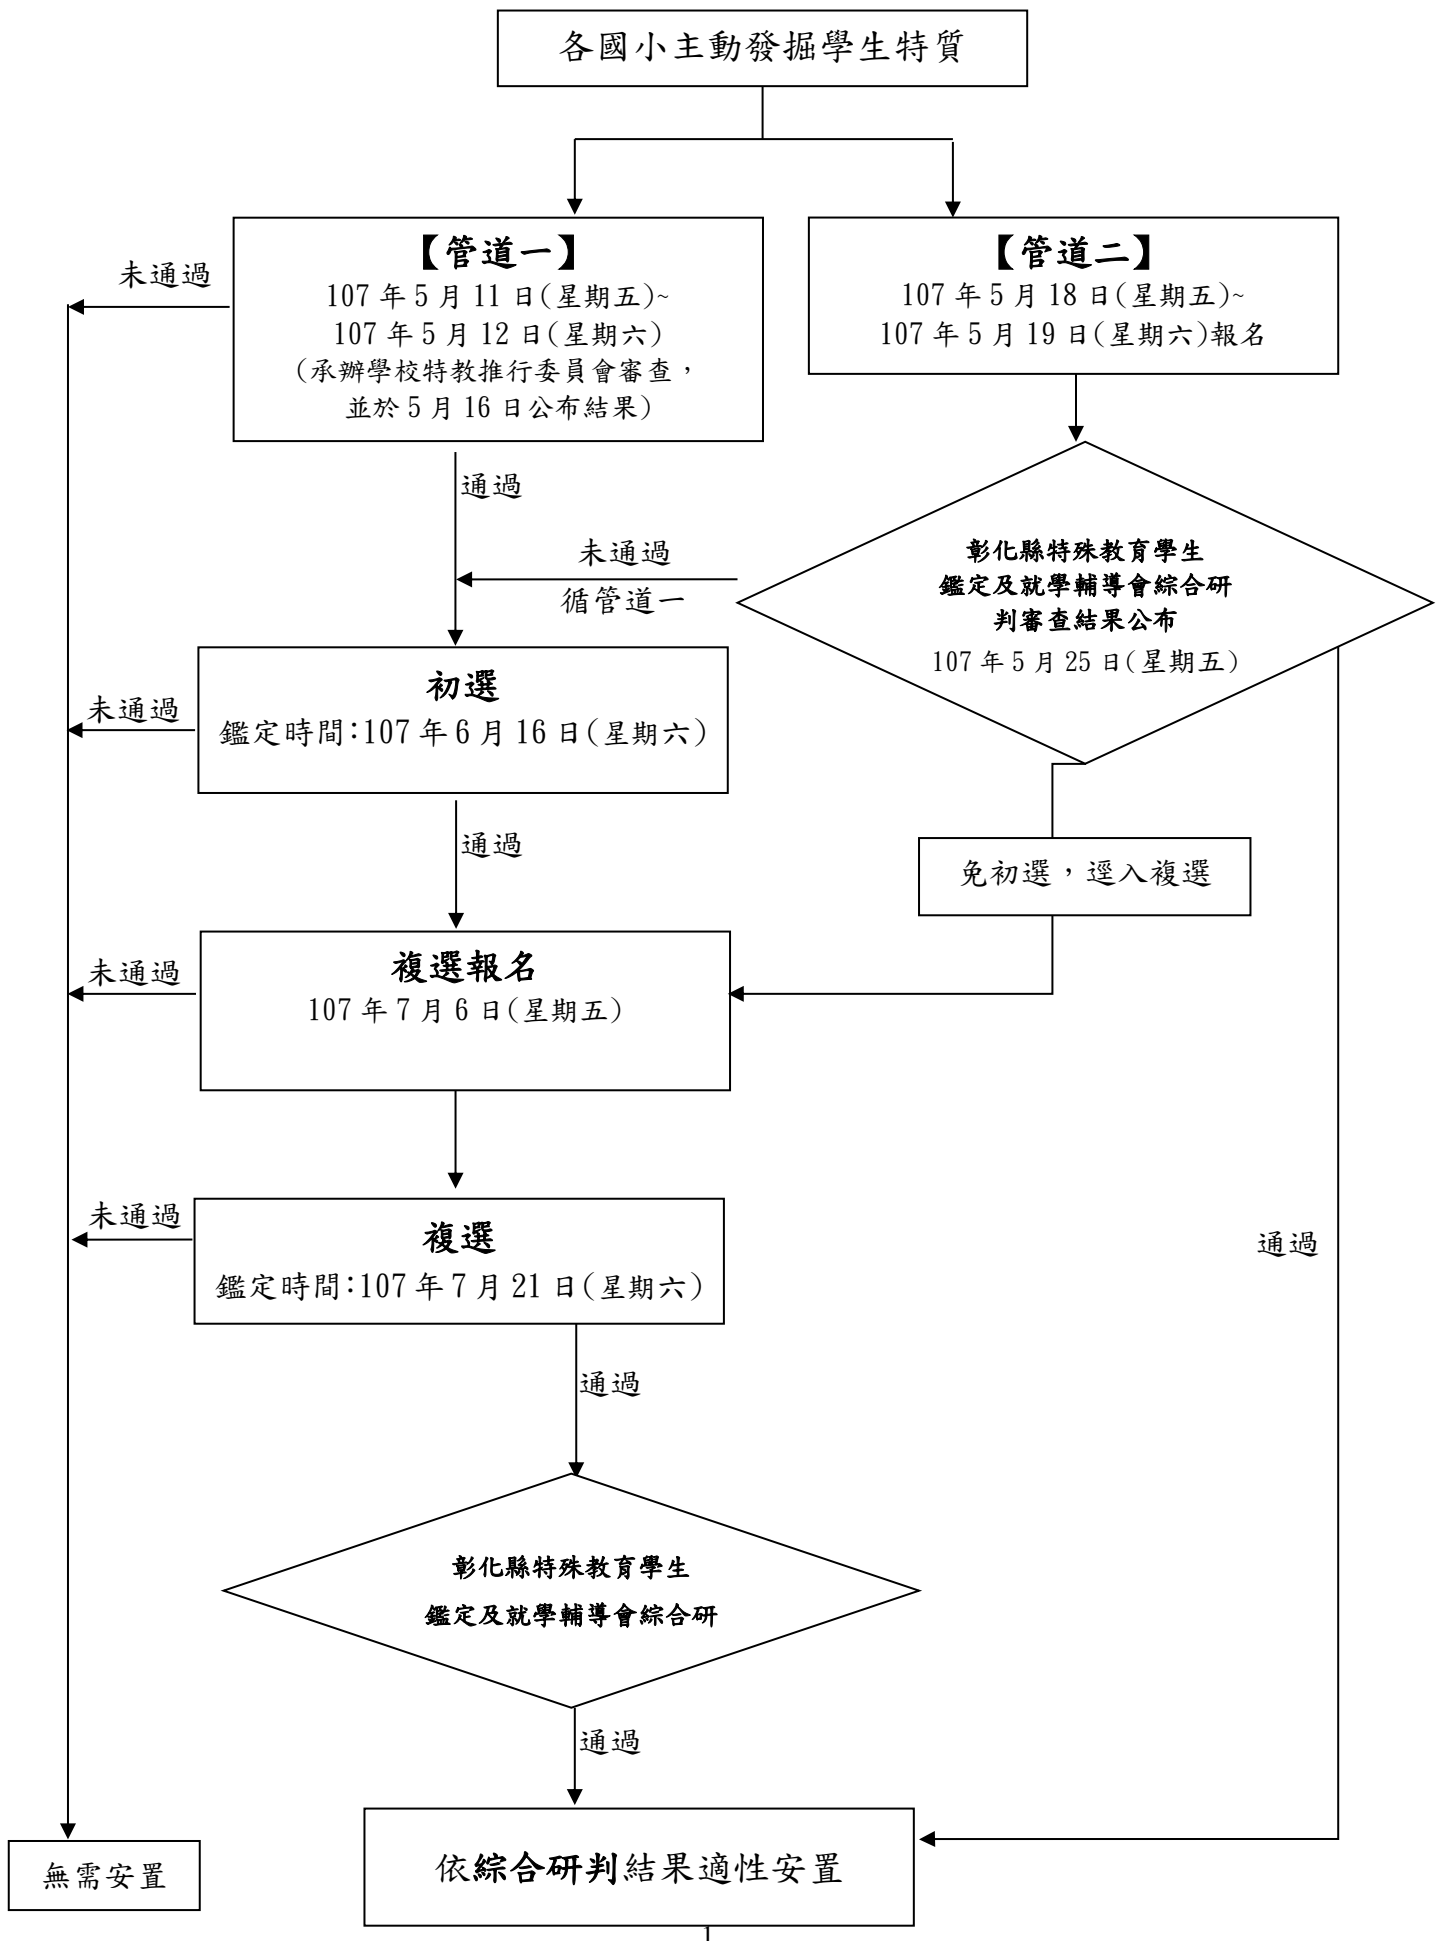 各國小主動發掘學生特質
【管道一】
107 年 5 月 11 日(星期五)~
107 年 5 月 12 日(星期六)
(承辦學校特教推行委員會審查，
並於 5 月 16 日公布結果)
【管道二】
107 年 5 月 18 日(星期五)~
107 年 5 月 19 日(星期六)報名
未通過
通過
未通過
循管道一
彰化縣特殊教育學生
鑑定及就學輔導會綜合研
判審查結果公布
107 年 5 月 25 日(星期五)
初選
鑑定時間:107 年 6 月 16 日(星期六)
未通過
通過
免初選，逕入複選
複選報名
107 年 7 月 6 日(星期五)
未通過
複選
鑑定時間:107 年 7 月 21 日(星期六)
未通過
通過
通過
彰化縣特殊教育學生
鑑定及就學輔導會綜合研
通過
無需安置
依綜合研判結果適性安置